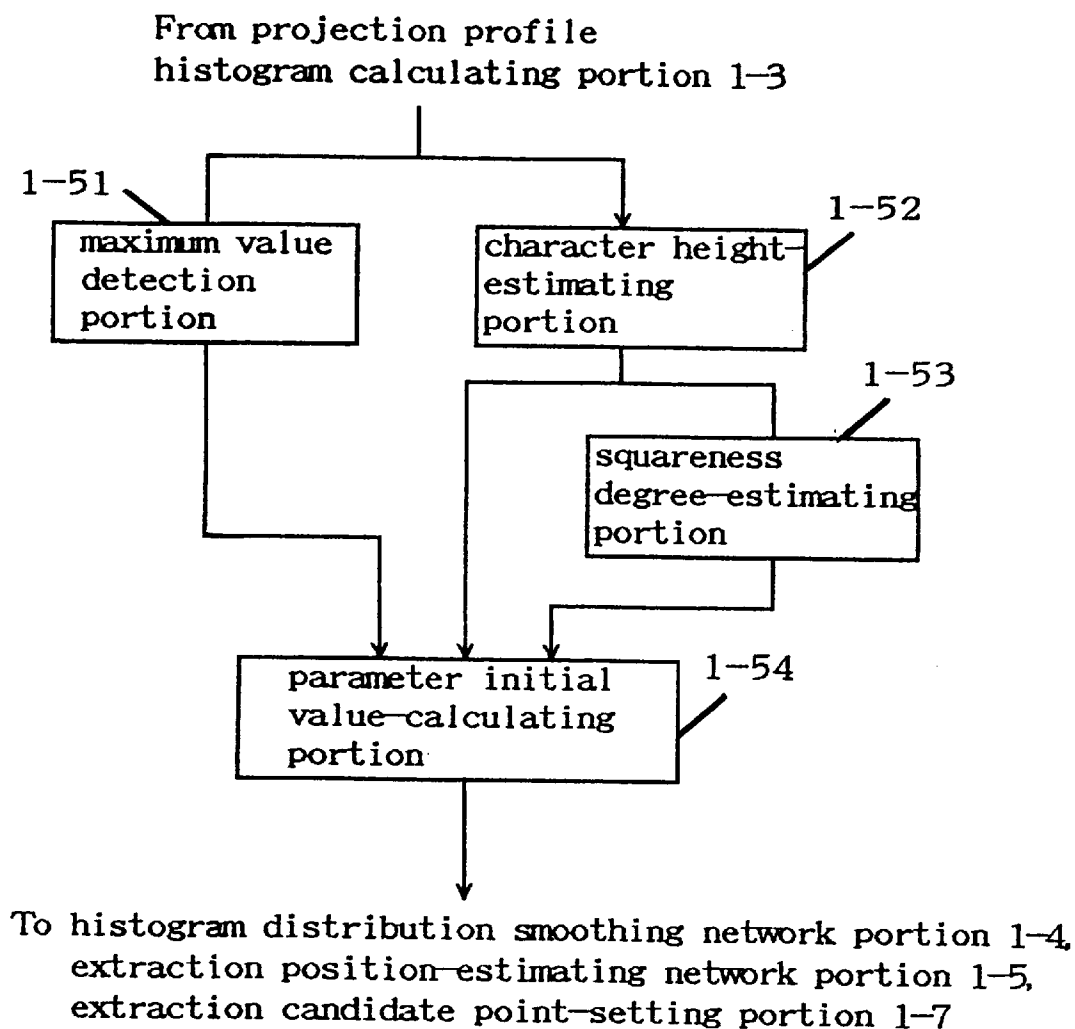 From projection profile
histogram calculating portion 1-3
1-51
1-52
maximum value
detection
portion
character height-
estimating
portion
1-53
squareness
degree-estimating
portion
1-54
parameter initial
value-calculating
portion
To histogram distribution smoothing network portion 1-4,
extraction position-estimating network portion 1-5,
extraction candidate point-setting portion 1-7